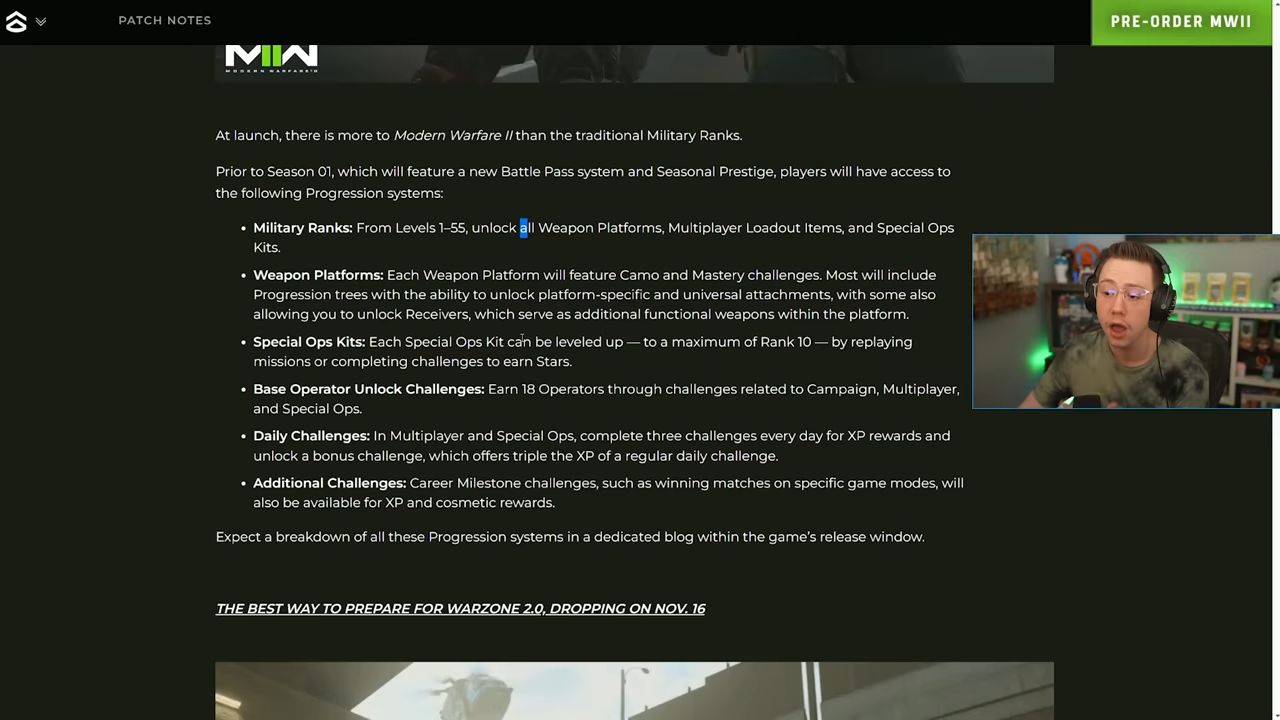 PATCH NOTES
PRE-ORDER MWII
MW
MODERN WARFARE II
At launch, there is more to Modern Warfare II than the traditional Military Ranks.
Prior to Season 01, which will feature a new Battle Pass system and Seasonal Prestige, players will have access to
the following Progression systems:
• Military Ranks: From Levels 1–55, unlock all Weapon Platforms, Multiplayer Loadout Items, and Special Ops
Kits.
• Weapon Platforms: Each Weapon Platform will feature Camo and Mastery challenges. Most will include
Progression trees with the ability to unlock platform-specific and universal attachments, with some also
allowing you to unlock Receivers, which serve as additional functional weapons within the platform.
• Special Ops Kits: Each Special Ops Kit can be leveled up — to a maximum of Rank 10 — by replaying
missions or completing challenges to earn Stars.
• Base Operator Unlock Challenges: Earn 18 Operators through challenges related to Campaign, Multiplayer,
and Special Ops.
• Daily Challenges: In Multiplayer and Special Ops, complete three challenges every day for XP rewards and
unlock a bonus challenge, which offers triple the XP of a regular daily challenge.
• Additional Challenges: Career Milestone challenges, such as winning matches on specific game modes, will
also be available for XP and cosmetic rewards.
Expect a breakdown of all these Progression systems in a dedicated blog within the game’s release window.
THE BEST WAY TO PREPARE FOR WARZONE 2.0, DROPPING ON NOV. 16